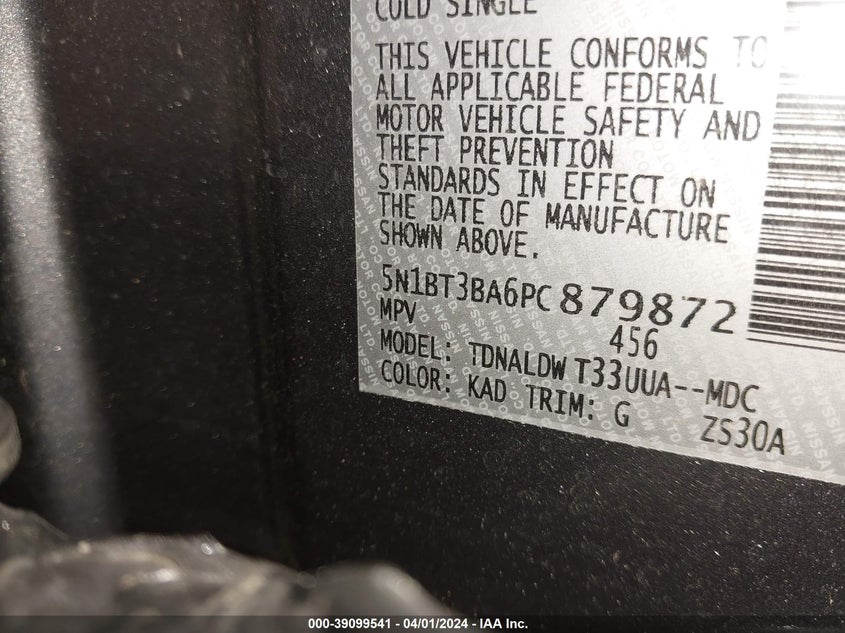 COLD SINGLE
THIS VEHICLE CONFORMS TO
ALL APPLICABLE FEDERAL
MOTOR VEHICLE SAFETY AND
THEFT PREVENTION
STANDARDS IN EFFECT ON
THE DATE OF MANUFACTURE
SHOWN ABOVE.
5N1BT3BA6PC879872
MPV 456
MODEL: TDNALDW T33UUA--MDC
COLOR: KAD TRIM: G ZS30A
000-39099541 - 04/01/2024 - IAA Inc.